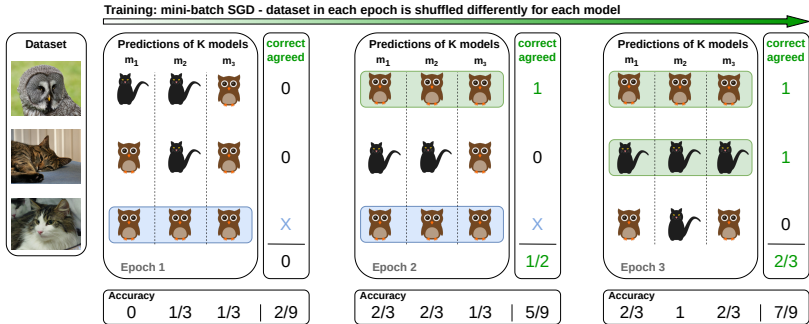 Training: mini-batch SGD - dataset in each epoch is shuffled differently for each model
Dataset
Predictions of K models
m1 m2 m3
correct
agreed
0
0
X
Epoch 1
0
Accuracy
0 1/3 1/3 | 2/9
Predictions of K models
m1 m2 m3
correct
agreed
1
0
X
Epoch 2
1/2
Accuracy
2/3 2/3 1/3 | 5/9
Predictions of K models
m1 m2 m3
correct
agreed
1
1
0
Epoch 3
2/3
Accuracy
2/3 1 2/3 | 7/9